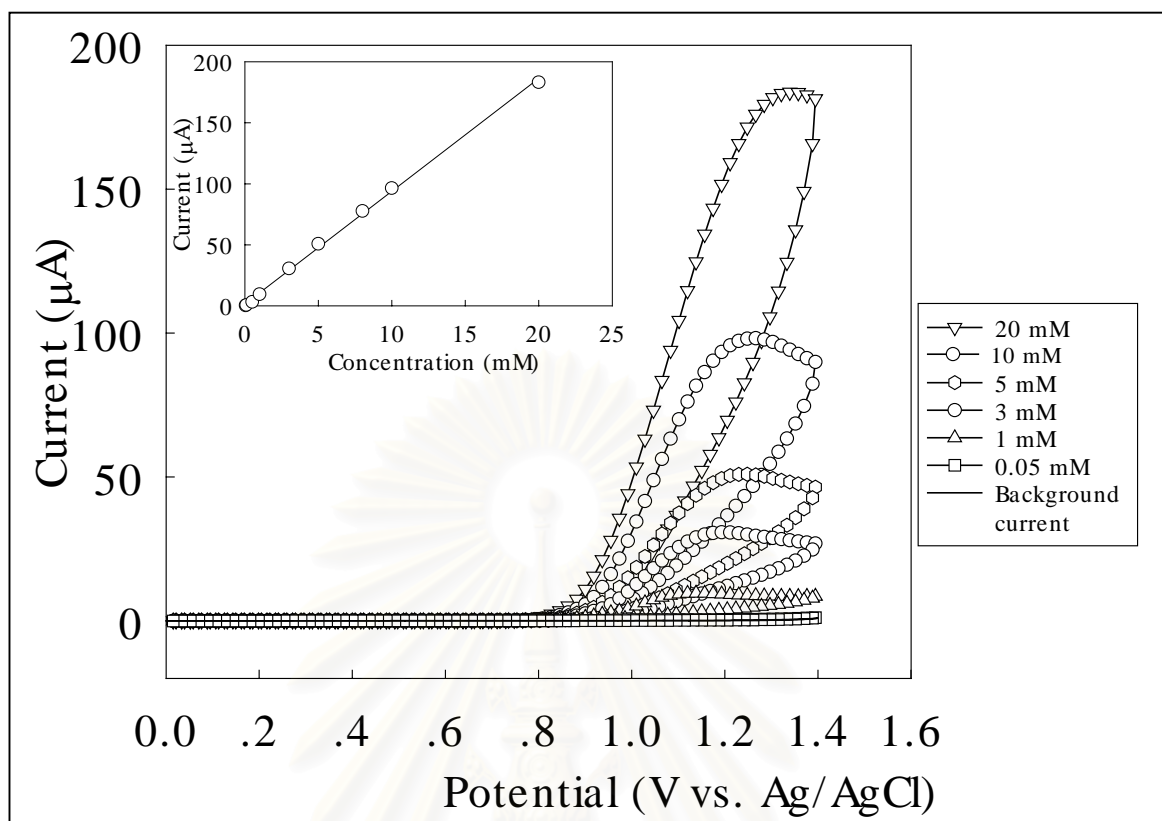 200
150
100
50
0
Current (μA)
0.0 .2 .4 .6 .8 1.0 1.2 1.4 1.6
Potential (V vs. Ag/AgCl)
200
150
100
50
0
Current (μA)
0 5 10 15 20 25
Concentration (mM)
20 mM
10 mM
5 mM
3 mM
1 mM
0.05 mM
Background
current